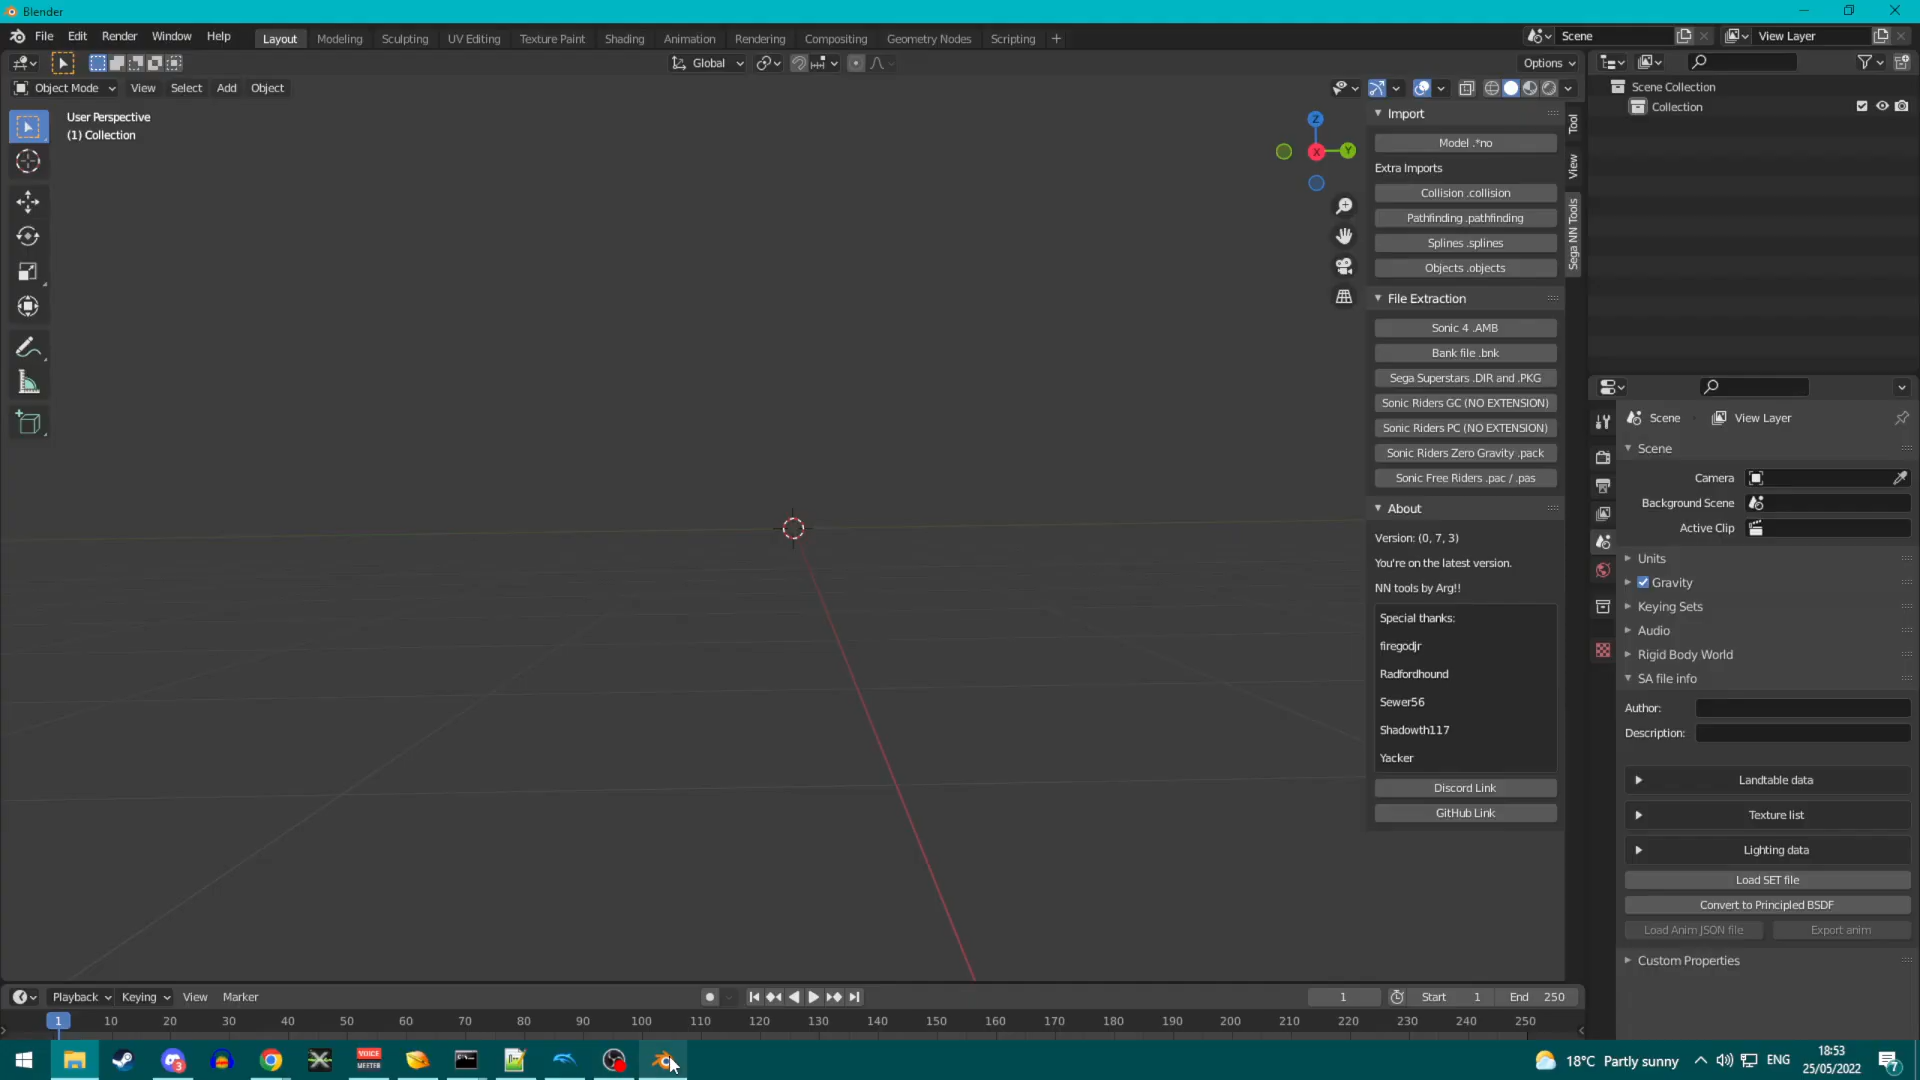 Blender
File Edit Render Window Help Layout Modeling Sculpting UV Editing Texture Paint Shading Animation Rendering Compositing Geometry Nodes Scripting + Scene View Layer
Global Options
Object Mode View Select Add Object
User Perspective
(1) Collection
Z
X
Y
Import
Model .*no
Extra Imports
Collision .collision
Pathfinding .pathfinding
Splines .splines
Objects .objects
File Extraction
Sonic 4 .AMB
Bank file .bnk
Sega Superstars .DIR and .PKG
Sonic Riders GC (NO EXTENSION)
Sonic Riders PC (NO EXTENSION)
Sonic Riders Zero Gravity .pack
Sonic Free Riders .pac / .pas
About
Version: (0, 7, 3)
You're on the latest version.
NN tools by Arg!!
Special thanks:
firegodjr
Radfordhound
Sewer56
Shadowth117
Yacker
Discord Link
GitHub Link
Tool
View
Sega NN Tools
Scene Collection
Collection
Scene View Layer
Scene
Camera
Background Scene
Active Clip
Units
Gravity
Keying Sets
Audio
Rigid Body World
SA file info
Author:
Description:
Landtable data
Texture list
Lighting data
Load SET file
Convert to Principled BSDF
Load Anim JSON file Export anim
Custom Properties
Playback Keying View Marker 1 Start 1 End 250
1 10 20 30 40 50 60 70 80 90 100 110 120 130 140 150 160 170 180 190 200 210 220 230 240 250
3 VOICE MEETER 18°C Partly sunny ENG 18:53
25/05/2022 7